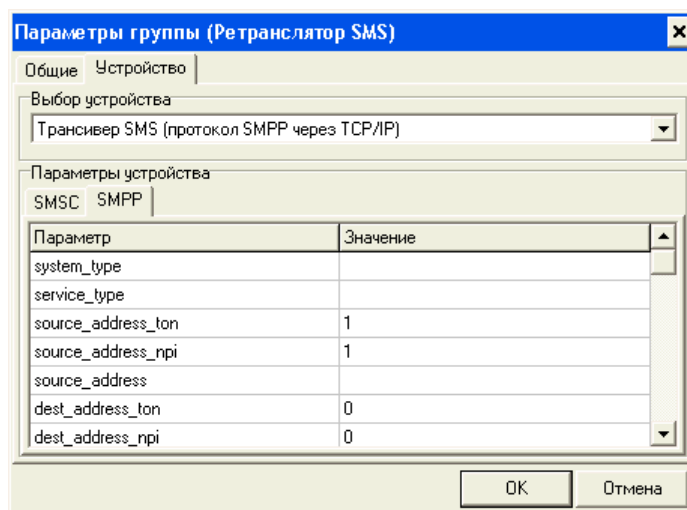 Параметры группы (Ретранслятор SMS)
Общие Устройство
Выбор устройства
Трансивер SMS (протокол SMPP через TCP/IP)
Параметры устройства
SMSC SMPP
Параметр Значение
system_type
service_type
source_address_ton 1
source_address_npi 1
source_address
dest_address_ton 0
dest_address_npi 0
OK Отмена